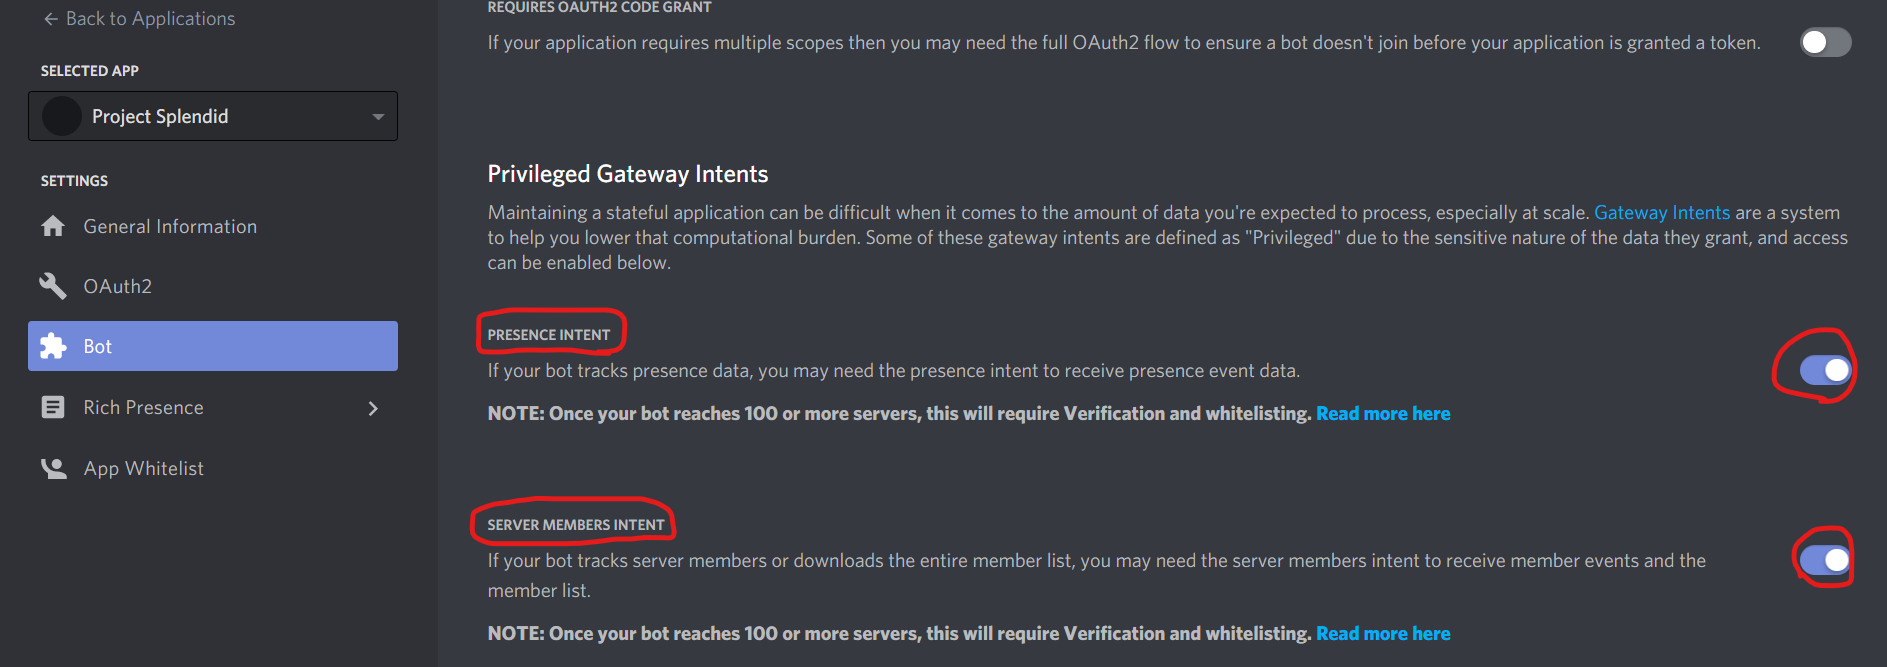 ← Back to Applications
SELECTED APP
Project Splendid
SETTINGS
General Information
OAuth2
Bot
Rich Presence
App Whitelist
REQUIRES OAUTH2 CODE GRANT
If your application requires multiple scopes then you may need the full OAuth2 flow to ensure a bot doesn't join before your application is granted a token.
Privileged Gateway Intents
Maintaining a stateful application can be difficult when it comes to the amount of data you're expected to process, especially at scale. Gateway Intents are a system
to help you lower that computational burden. Some of these gateway intents are defined as "Privileged" due to the sensitive nature of the data they grant, and access
can be enabled below.
PRESENCE INTENT
If your bot tracks presence data, you may need the presence intent to receive presence event data.
NOTE: Once your bot reaches 100 or more servers, this will require Verification and whitelisting. Read more here
SERVER MEMBERS INTENT
If your bot tracks server members or downloads the entire member list, you may need the server members intent to receive member events and the
member list.
NOTE: Once your bot reaches 100 or more servers, this will require Verification and whitelisting. Read more here